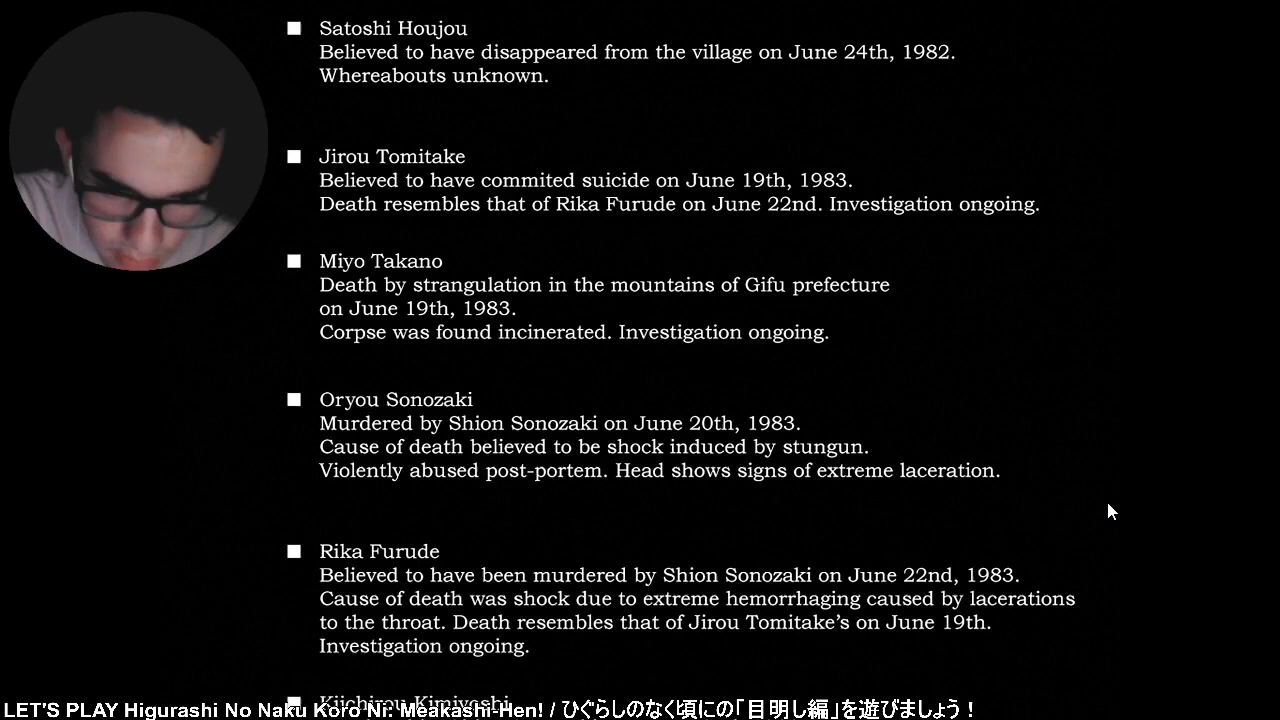 ■ Satoshi Houjou
Believed to have disappeared from the village on June 24th, 1982.
Whereabouts unknown.
■ Jirou Tomitake
Believed to have commited suicide on June 19th, 1983.
Death resembles that of Rika Furude on June 22nd. Investigation ongoing.
■ Miyo Takano
Death by strangulation in the mountains of Gifu prefecture
on June 19th, 1983.
Corpse was found incinerated. Investigation ongoing.
■ Oryou Sonozaki
Murdered by Shion Sonozaki on June 20th, 1983.
Cause of death believed to be shock induced by stungun.
Violently abused post-portem. Head shows signs of extreme laceration.
■ Rika Furude
Believed to have been murdered by Shion Sonozaki on June 22nd, 1983.
Cause of death was shock due to extreme hemorrhaging caused by lacerations
to the throat. Death resembles that of Jirou Tomitake’s on June 19th.
Investigation ongoing.
■ Kiichirou Kimiyoshi
LET'S PLAY Higurashi No Naku Koro Ni: Meakashi-Hen! / ひぐらしのなく頃にの「目明し編」を遊びましょう！